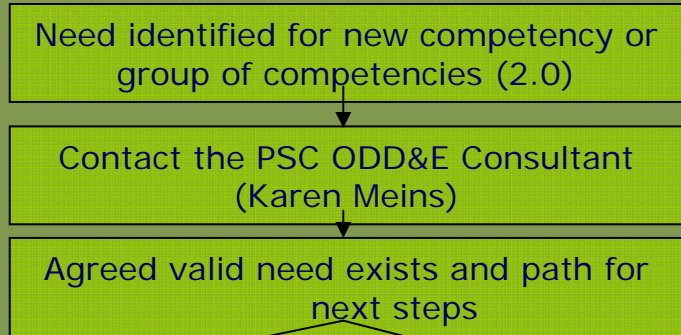 Need identified for new competency or
group of competencies (2.0)
Contact the PSC ODD&E Consultant
(Karen Meins)
Agreed valid need exists and path for
next steps